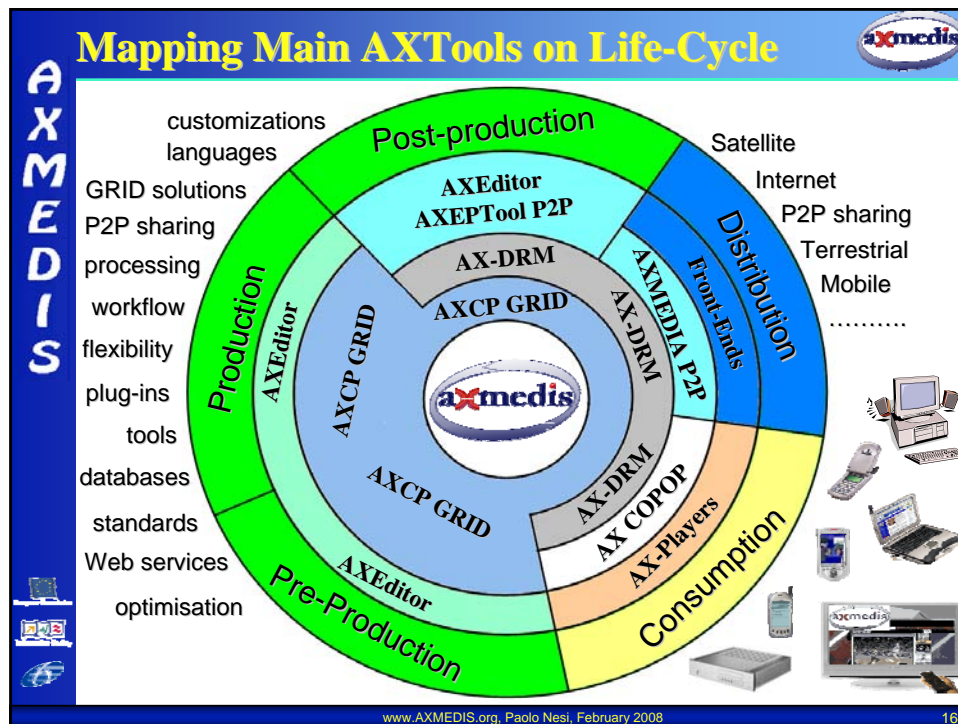 Mapping Main AXTools on Life-Cycle
axmedis
AXMEDIS
customizations
languages
GRID solutions
P2P sharing
processing
workflow
flexibility
plug-ins
tools
databases
standards
Web services
optimisation
Post-production
AXEditor
AXEPTool P2P
AX-DRM
AXCP GRID
Production
AXEditor
AXCP GRID
axmedis
AXCP GRID
AXEditor
Pre-Production
Distribution
Front-Ends
AXMEDIA P2P
AX-DRM
AX-DRM
AX COPOP
AX-Players
Consumption
Satellite
Internet
P2P sharing
Terrestrial
Mobile
……….
axmedis
www.AXMEDIS.org, Paolo Nesi, February 2008
16